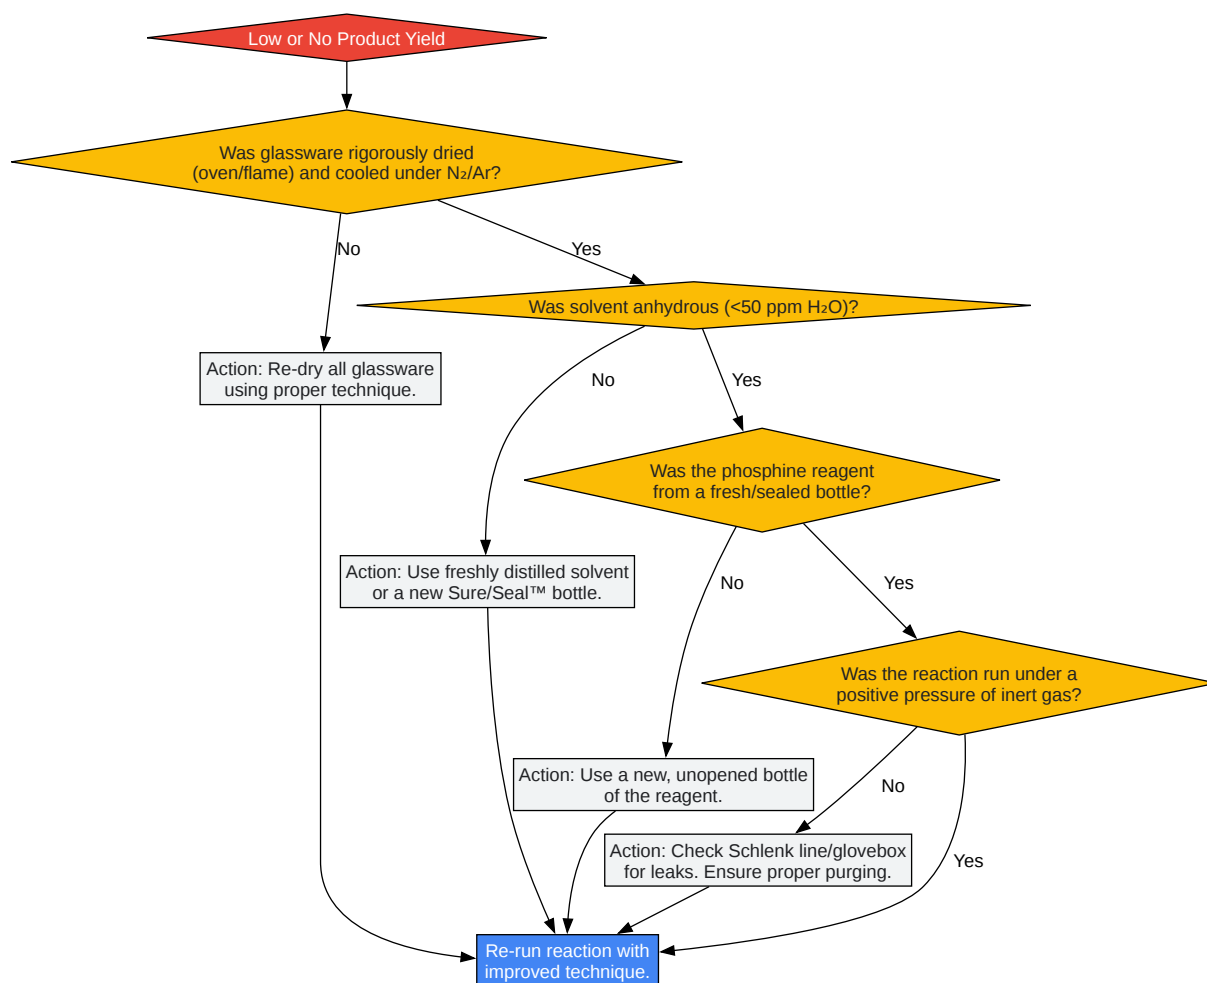 Low or No Product Yield
Was glassware rigorously dried
(oven/flame) and cooled under N₂/Ar?
No
Yes
Was solvent anhydrous (<50 ppm H₂O)?
Action: Re-dry all glassware
using proper technique.
No
Yes
Was the phosphine reagent
from a fresh/sealed bottle?
Action: Use freshly distilled solvent
or a new Sure/Seal™ bottle.
No
Yes
Was the reaction run under a
positive pressure of inert gas?
Action: Use a new, unopened bottle
of the reagent.
No
Action: Check Schlenk line/glovebox
for leaks. Ensure proper purging.
Yes
Re-run reaction with
improved technique.